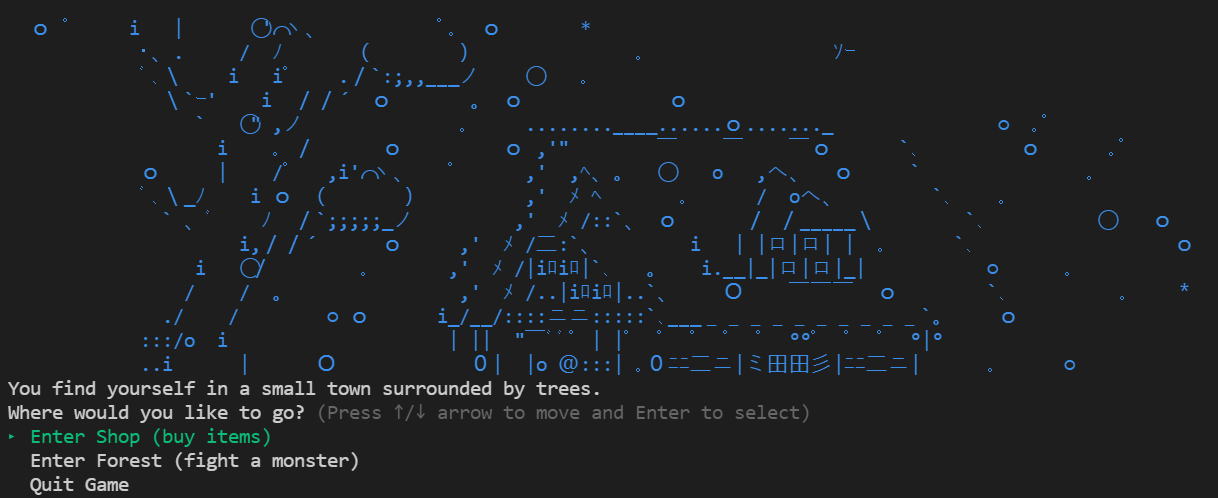 You find yourself in a small town surrounded by trees.
Where would you like to go? (Press ↑/↓ arrow to move and Enter to select)
‣ Enter Shop (buy items)
Enter Forest (fight a monster)
Quit Game